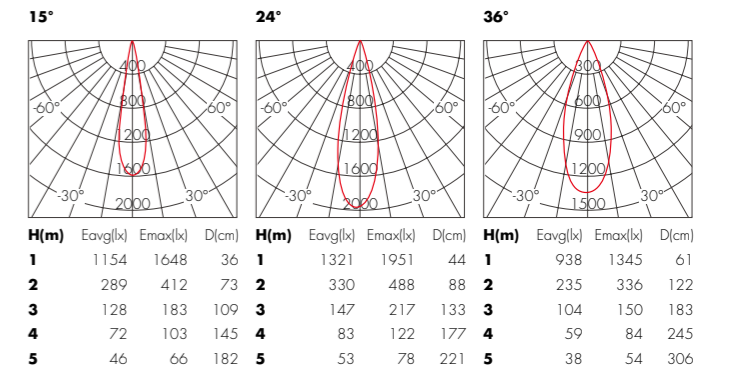 15° 24° 36°
400 400 300
800 800 600
-60° 60° -60° 60° -60° 60°
1200 1200 900
1600 1600 1200
-30° 30° -30° 30° -30° 30°
2000 2000 1500
H(m) Eavg(lx) Emax(lx) D(cm) H(m) Eavg(lx) Emax(lx) D(cm) H(m) Eavg(lx) Emax(lx) D(cm)
1 1154 1648 36 1 1321 1951 44 1 938 1345 61
2 289 412 73 2 330 488 88 2 235 336 122
3 128 183 109 3 147 217 133 3 104 150 183
4 72 103 145 4 83 122 177 4 59 84 245
5 46 66 182 5 53 78 221 5 38 54 306